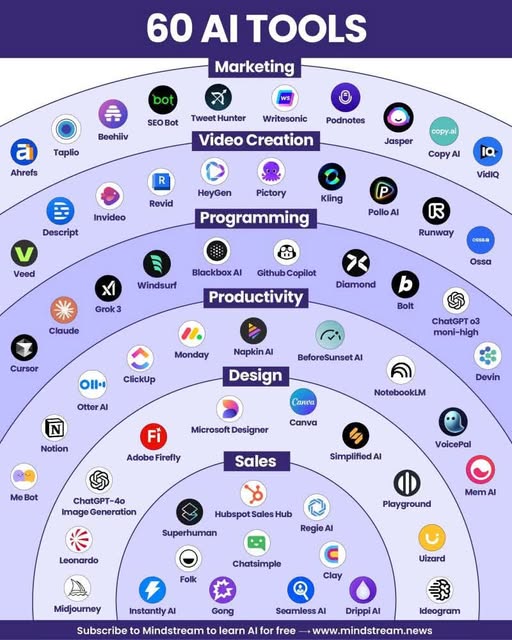 60 AI TOOLS
Marketing
Ahrefs
Taplio
Beehiiv
bot
SEO Bot
Tweet Hunter
ws
Writesonic
Podnotes
Jasper
copy.ai
Copy AI
VidIQ
Video Creation
Veed
Descript
Invideo
Revid
HeyGen
Pictory
Kling
Pollo AI
Runway
ossa.ai
Ossa
Programming
Cursor
Claude
Grok 3
Windsurf
Blackbox AI
Github Copilot
Diamond
Bolt
ChatGPT o3
moni-high
Devin
Productivity
Me Bot
Notion
Otter AI
ClickUp
Monday
Napkin AI
BeforeSunset AI
NotebookLM
VoicePal
Mem AI
Design
Midjourney
Leonardo
ChatGPT-4o
Image Generation
Fi
Adobe Firefly
Microsoft Designer
Canva
Canva
Simplified AI
Playground
Uizard
Ideogram
Sales
Instantly AI
Folk
Superhuman
Hubspot Sales Hub
Chatsimple
Gong
Regie AI
Clay
Seamless AI
Drippi AI
Subscribe to Mindstream to learn AI for free → www.mindstream.news